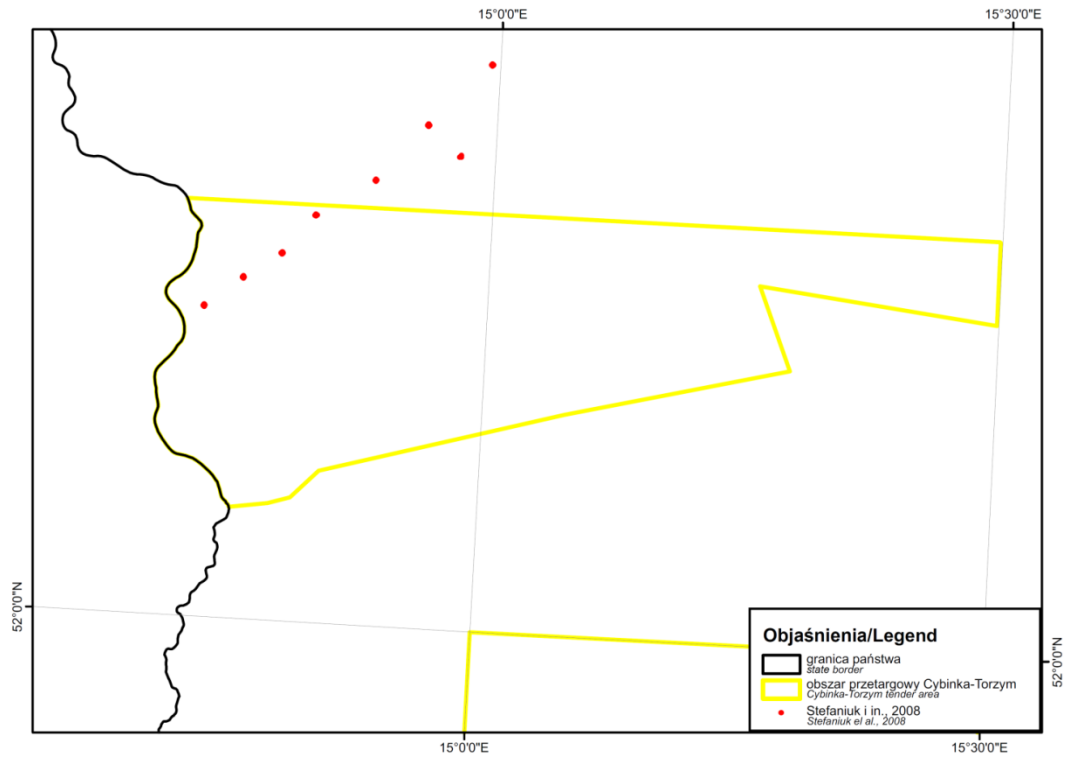 15°0'0"E
15°30'0"E
52°0'0"N
Objaśnienia/Legend
granica państwa
state border
obszar przetargowy Cybinka-Torzym
Cybinka-Torzym tender area
Stefaniuk i in., 2008
Stefaniuk el al., 2008
52°0'0"N
15°0'0"E
15°30'0"E